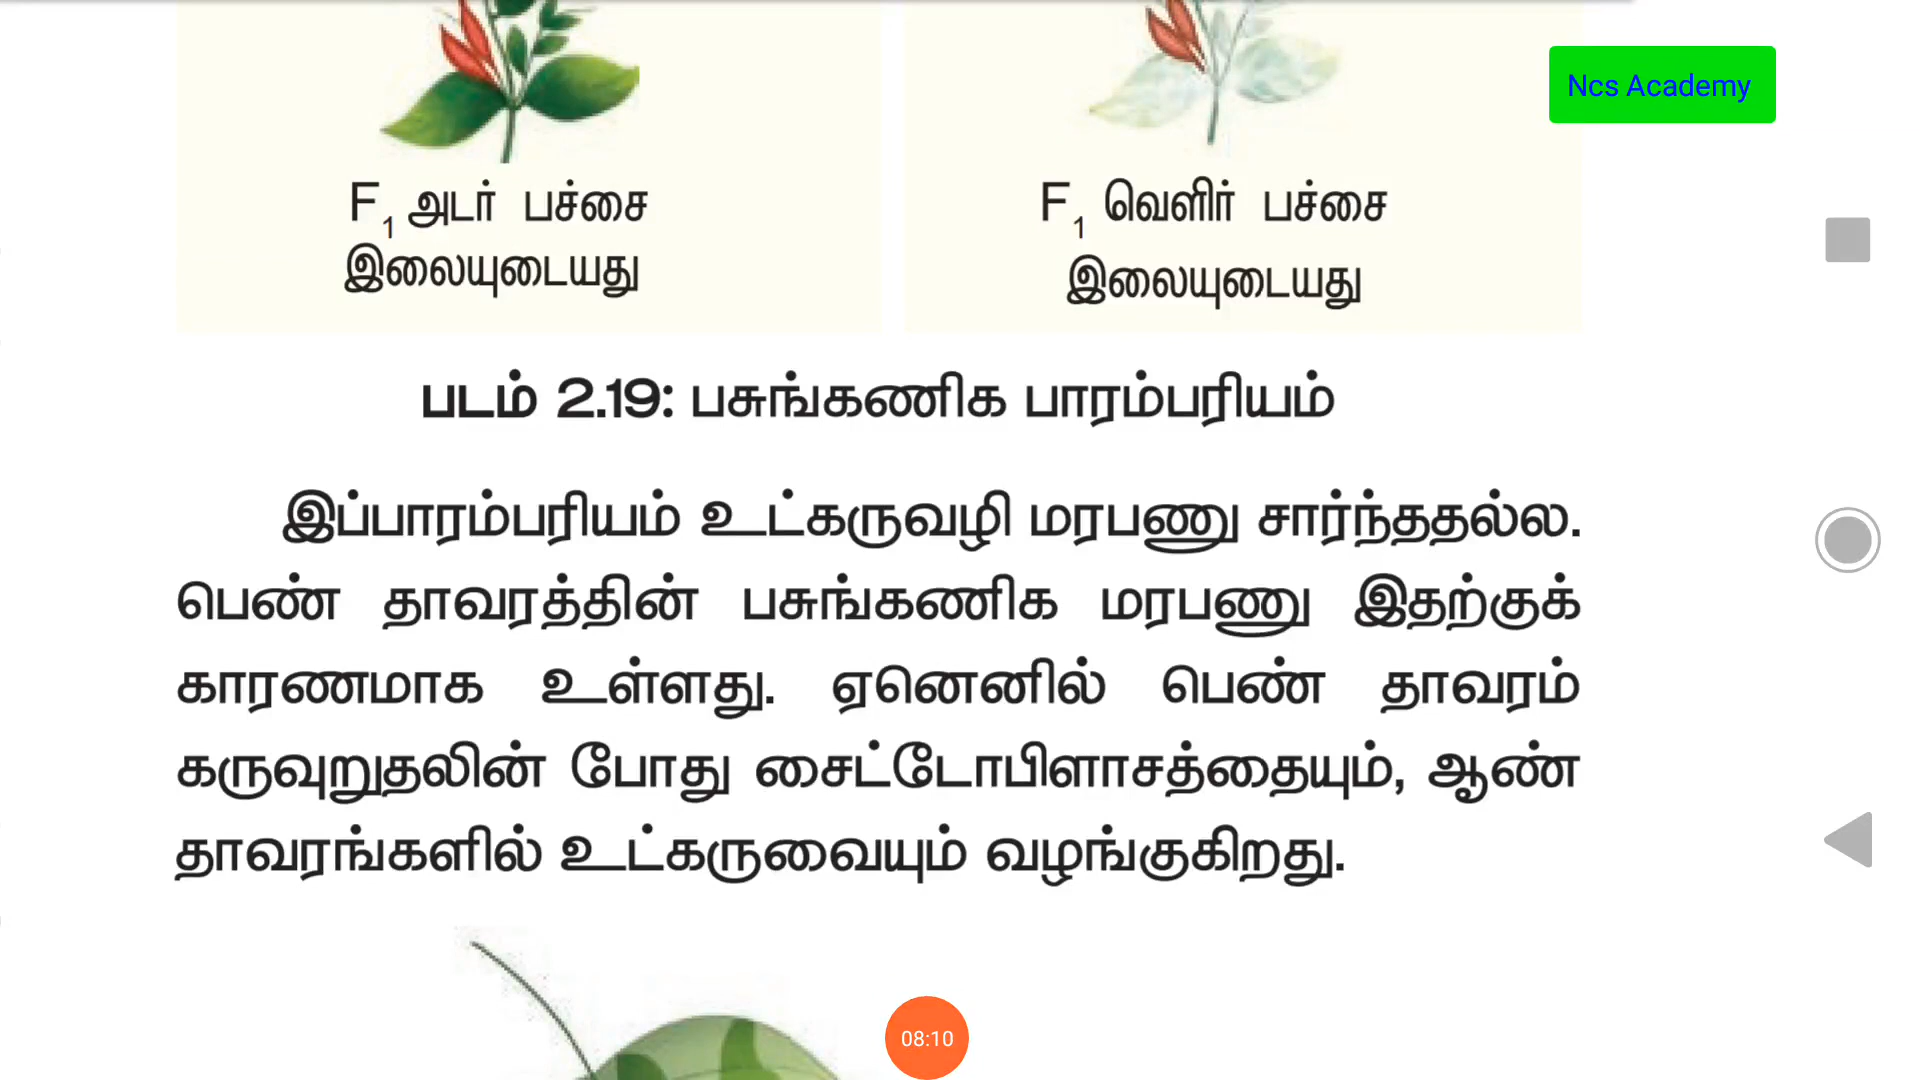 Ncs Academy
F1 அடர் பச்சை
இலையுடையது
F1 வெளிர் பச்சை
இலையுடையது
படம் 2.19: பசுங்கணிக பாரம்பரியம்
இப்பாரம்பரியம் உட்கருவழி மரபணு சார்ந்ததல்ல.
பெண் தாவரத்தின் பசுங்கணிக மரபணு இதற்குக்
காரணமாக உள்ளது. ஏனெனில் பெண் தாவரம்
கருவுறுதலின் போது சைட்டோபிளாசத்தையும், ஆண்
தாவரங்களில் உட்கருவையும் வழங்குகிறது.
08:10